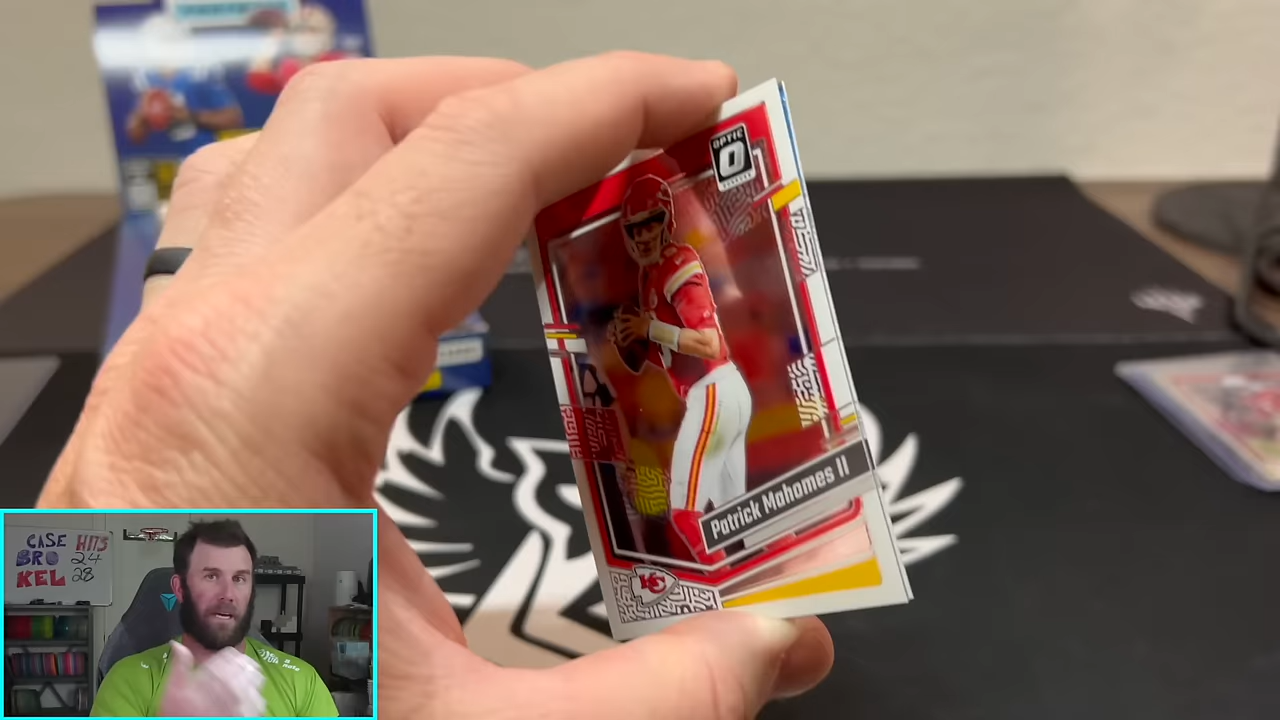 OPTIC
Patrick Mahomes II
KC
CASE HITS
BRO 24
KEL 28